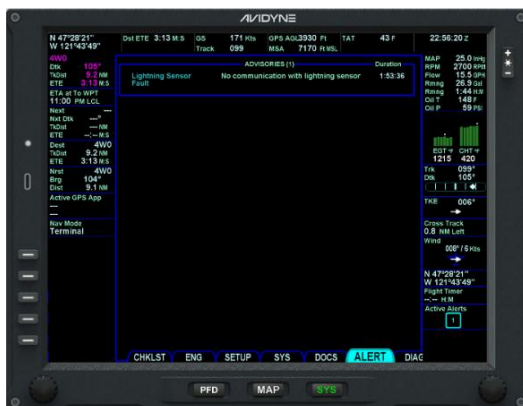 AVIDYNE
N 47°28'21"
W 121°43'49"
Dst ETE 3:13 M:S
GS 171 Kts
Track 099
GPS AGL 3930 Ft
MSA 7170 Ft MSL
TAT 43 F
22:56:20 z
4W0
Dtk 105°
TkDist 9.2 NM
ETE 3:13 M:S
ETA at To WPT
11:00 PM LCL
Next ---
Nxt Dtk ---°
TkDist --- NM
ETE --:-- M:S
Dest 4W0
TkDist 9.2 NM
ETE 3:13 M:S
Nrst 4W0
Brg 104°
Dist 9.1 NM
Active GPS App
---
---
Nav Mode
Terminal
ADVISORIES (1)
Duration
Lightning Sensor Fault
No communication with lightning sensor
1:53:36
MAP 25.0 InHg
RPM 2700 RPM
Flow 15.5 GPH
Rmng 26.9 Gal
Rmng 1:44 H:M
Oil T 148 F
Oil P 59 PSI
EGT °F CHT °F
1215 420
Trk 099°
Dtk 105°
TKE 006°
Cross Track
0.8 NM Left
Wind
008° / 6 Kts
N 47°28'21"
W 121°43'49"
Flight Timer
--:-- H:M
Active Alerts
1
CHKLST ENG SETUP SYS DOCS ALERT DIAG
PFD MAP SYS